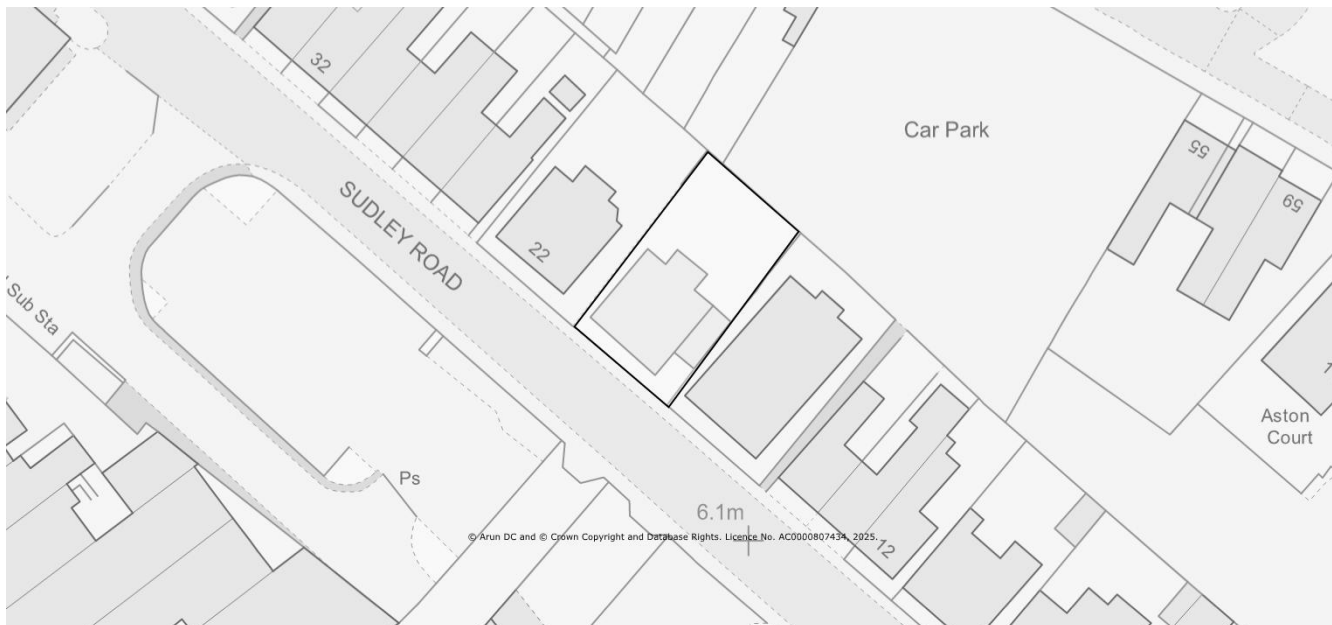 32
Car Park
55
59
SUDLEY ROAD
22
Sub Sta
1
Aston
Court
Ps
6.1m
© Arun DC and © Crown Copyright and Database Rights. Licence No. AC0000807434, 2025.
12